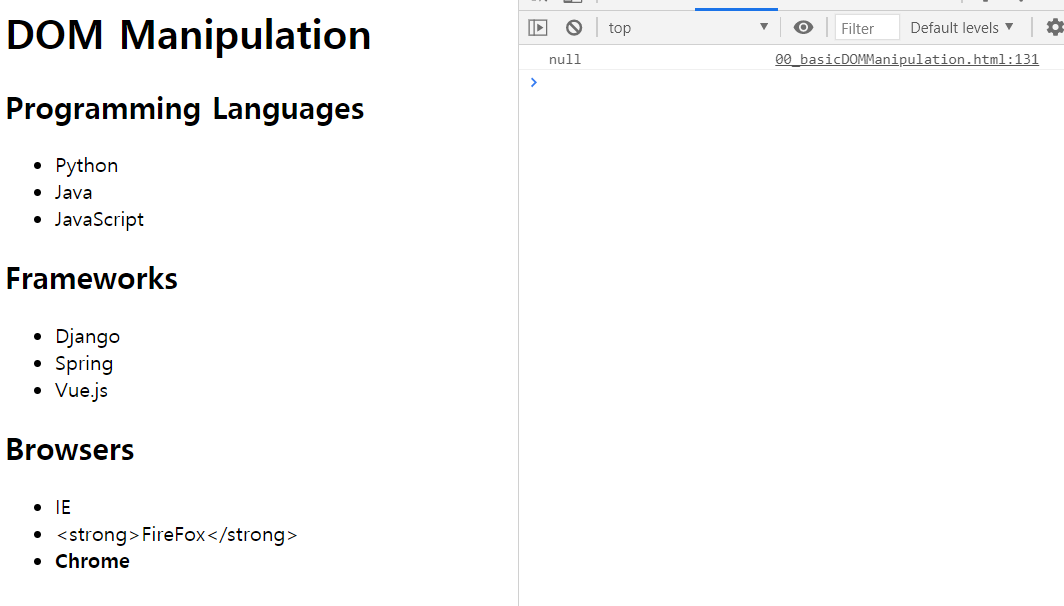 DOM Manipulation
Programming Languages
Python
Java
JavaScript
Frameworks
Django
Spring
Vue.js
Browsers
IE
<strong>FireFox</strong>
Chrome
top
Filter
Default levels
null
00_basicDOMManipulation.html:131